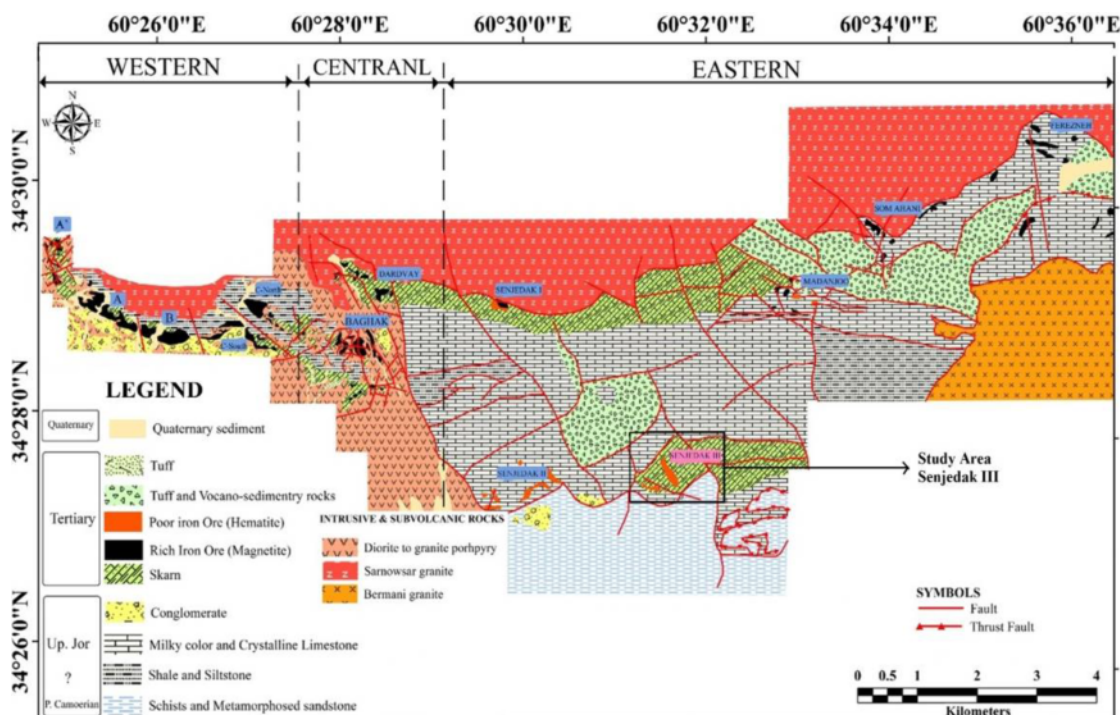 60°26'0"E 60°28'0"E 60°30'0"E 60°32'0"E 60°34'0"E 60°36'0"E
WESTERN CENTRANL EASTERN
N
W E
S
34°30'0"N
34°28'0"N
34°26'0"N
FEREZNEH
SOM AHANI
A'
DARDVAY
MADANJOO
C-North
SENJEDAK I
A
B
BAGHAK
C-South
SENJEDAK II
SENJEDAK III
Study Area
Senjedak III
LEGEND
Quaternary
Quaternary sediment
Tertiary
Tuff
Tuff and Vocano-sedimentry rocks
Poor iron Ore (Hematite)
Rich Iron Ore (Magnetite)
Skarn
Up. Jor
?
P. Camoerian
Conglomerate
Milky color and Crystalline Limestone
Shale and Siltstone
Schists and Metamorphosed sandstone
INTRUSIVE & SUBVOLCANIC ROCKS
Diorite to granite porhpyry
Sarnowsar granite
Bermani granite
SYMBOLS
Fault
Thrust Fault
0 0.5 1 2 3 4
Kilometers